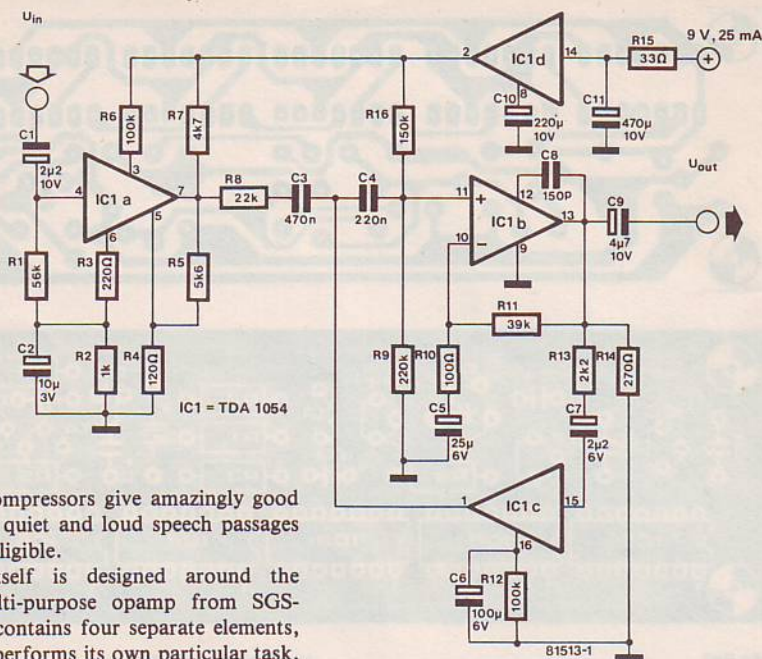 Uin
9 V, 25 mA
R15
33Ω
IC1d
2
14
8
C10
220µ
10V
C11
470µ
10V
C1
2µ2
10V
R6
100k
R7
4k7
R16
150k
Uout
3
4
IC1a
7
5
6
R8
22k
C3
470n
C4
220n
C8
150p
11
12
+
IC1b
13
10
−
9
C9
4µ7
10V
R1
56k
R3
220Ω
R5
5k6
R11
39k
C2
10µ
3V
R2
1k
R4
120Ω
R9
220k
R10
100Ω
R13
2k2
R14
270Ω
IC1 = TDA 1054
C5
25µ
6V
C7
2µ2
6V
1
IC1c
15
16
C6
100µ
6V
R12
100k
81513-1
ompressors give amazingly good
quiet and loud speech passages
ligible.
tself is designed around the
lti-purpose opamp from SGS-
contains four separate elements,
performs its own particular task.